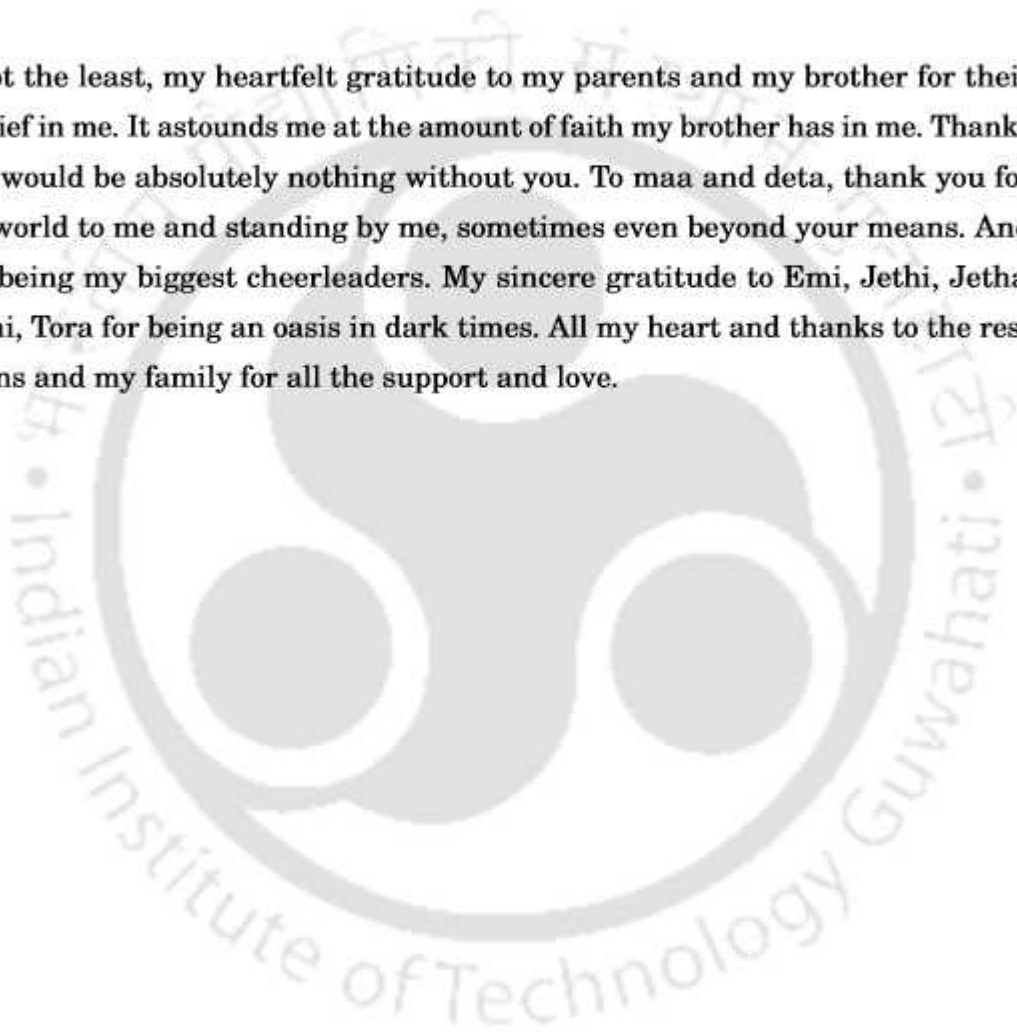 ot the least, my heartfelt gratitude to my parents and my brother for thei
ief in me. It astounds me at the amount of faith my brother has in me. Thank
would be absolutely nothing without you. To maa and deta, thank you fo
world to me and standing by me, sometimes even beyond your means. And
being my biggest cheerleaders. My sincere gratitude to Emi, Jethi, Jetha
ni, Tora for being an oasis in dark times. All my heart and thanks to the res
ns and my family for all the support and love.
• Indian Institute of Technology Guwahati •